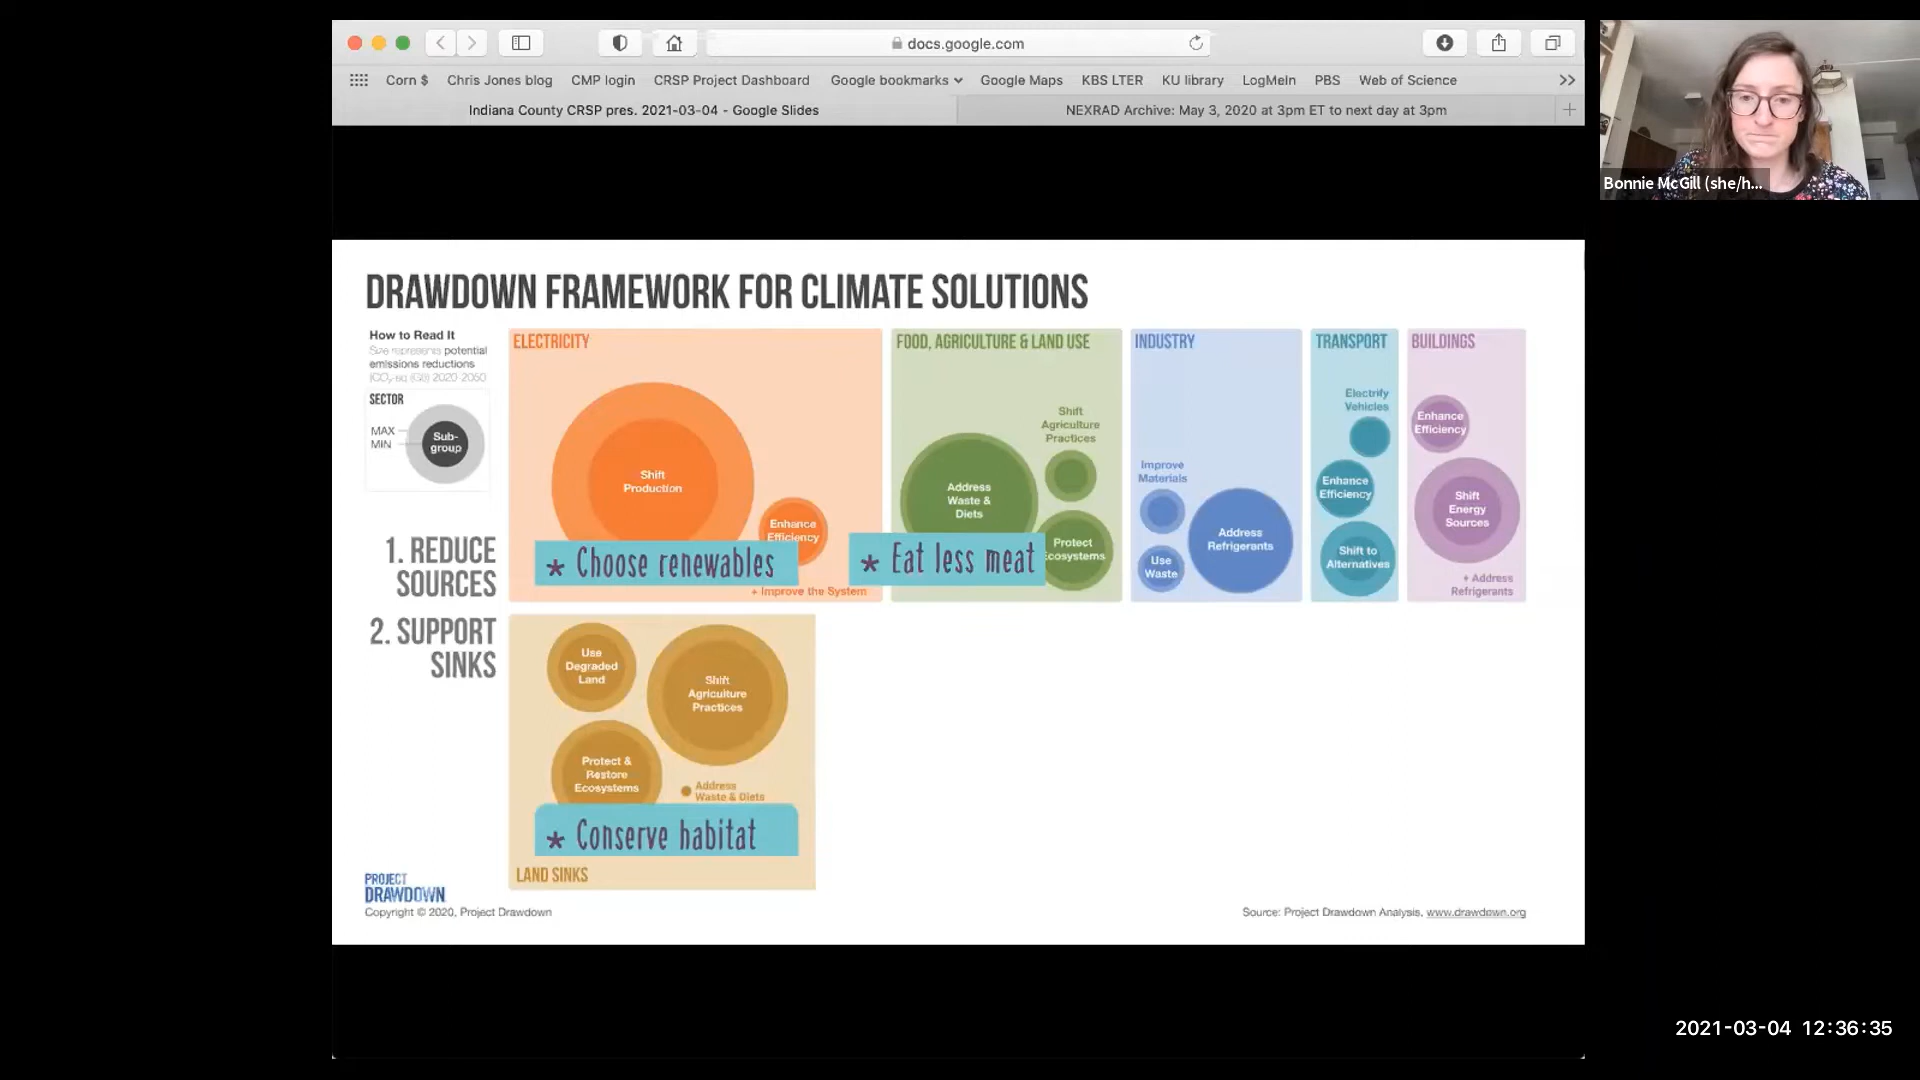 docs.google.com
Corn $ Chris Jones blog CMP login CRSP Project Dashboard Google bookmarks Google Maps KBS LTER KU library LogMeIn PBS Web of Science
Indiana County CRSP pres. 2021-03-04 - Google Slides
NEXRAD Archive: May 3, 2020 at 3pm ET to next day at 3pm
Bonnie McGill (she/h...
DRAWDOWN FRAMEWORK FOR CLIMATE SOLUTIONS
How to Read It
Size represents potential
emissions reductions
(CO₂-eq (Gt)) 2020-2050
SECTOR
MAX
MIN
Sub-
group
1. REDUCE
SOURCES
ELECTRICITY
Shift
Production
Enhance
Efficiency
* Choose renewables
+ Improve the System
FOOD, AGRICULTURE & LAND USE
Shift
Agriculture
Practices
Address
Waste &
Diets
Protect
Ecosystems
* Eat less meat
INDUSTRY
Improve
Materials
Address
Refrigerants
Use
Waste
TRANSPORT
Electrify
Vehicles
Enhance
Efficiency
Shift to
Alternatives
BUILDINGS
Enhance
Efficiency
Shift
Energy
Sources
+ Address
Refrigerants
2. SUPPORT
SINKS
Use
Degraded
Land
Shift
Agriculture
Practices
Protect &
Restore
Ecosystems
Address
Waste & Diets
* Conserve habitat
LAND SINKS
PROJECT
DRAWDOWN
Copyright © 2020, Project Drawdown
Source: Project Drawdown Analysis, www.drawdown.org
2021-03-04 12:36:35